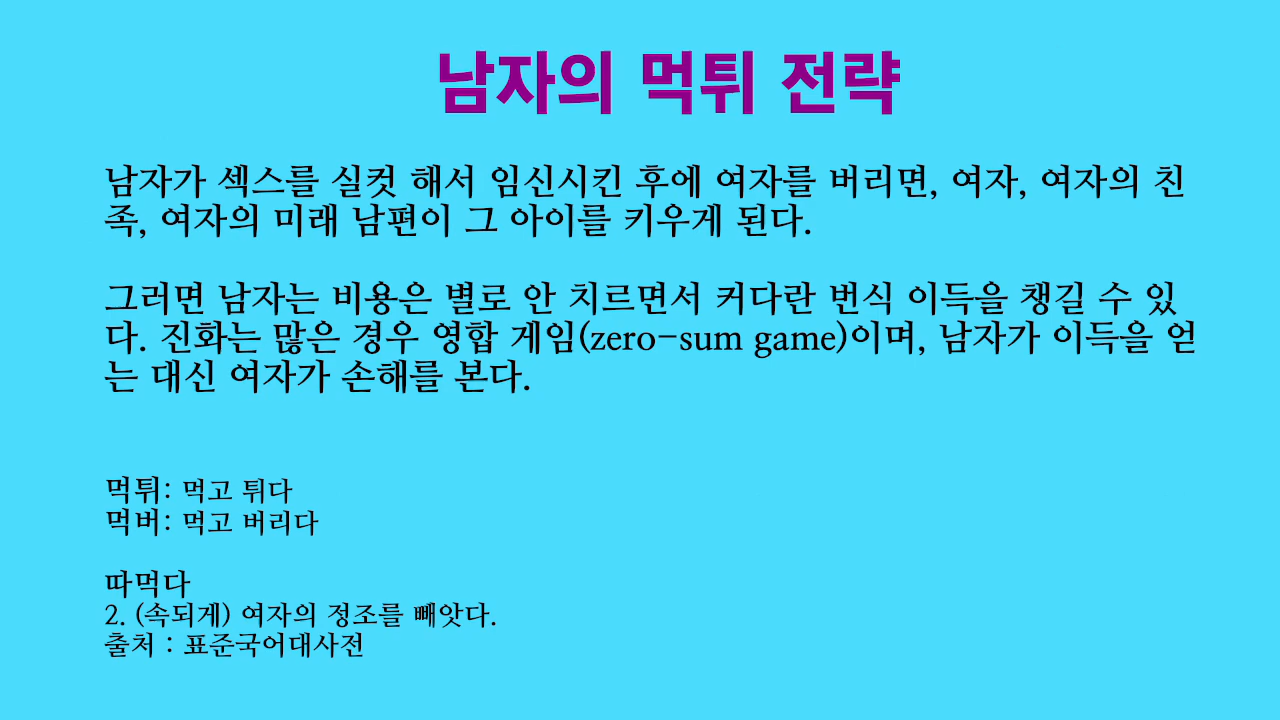 남자의 먹튀 전략
남자가 섹스를 실컷 해서 임신시킨 후에 여자를 버리면, 여자, 여자의 친
족, 여자의 미래 남편이 그 아이를 키우게 된다.
그러면 남자는 비용은 별로 안 치르면서 커다란 번식 이득을 챙길 수 있
다. 진화는 많은 경우 영합 게임(zero-sum game)이며, 남자가 이득을 얻
는 대신 여자가 손해를 본다.
먹튀: 먹고 튀다
먹버: 먹고 버리다
따먹다
2. (속되게) 여자의 정조를 빼앗다.
출처 : 표준국어대사전